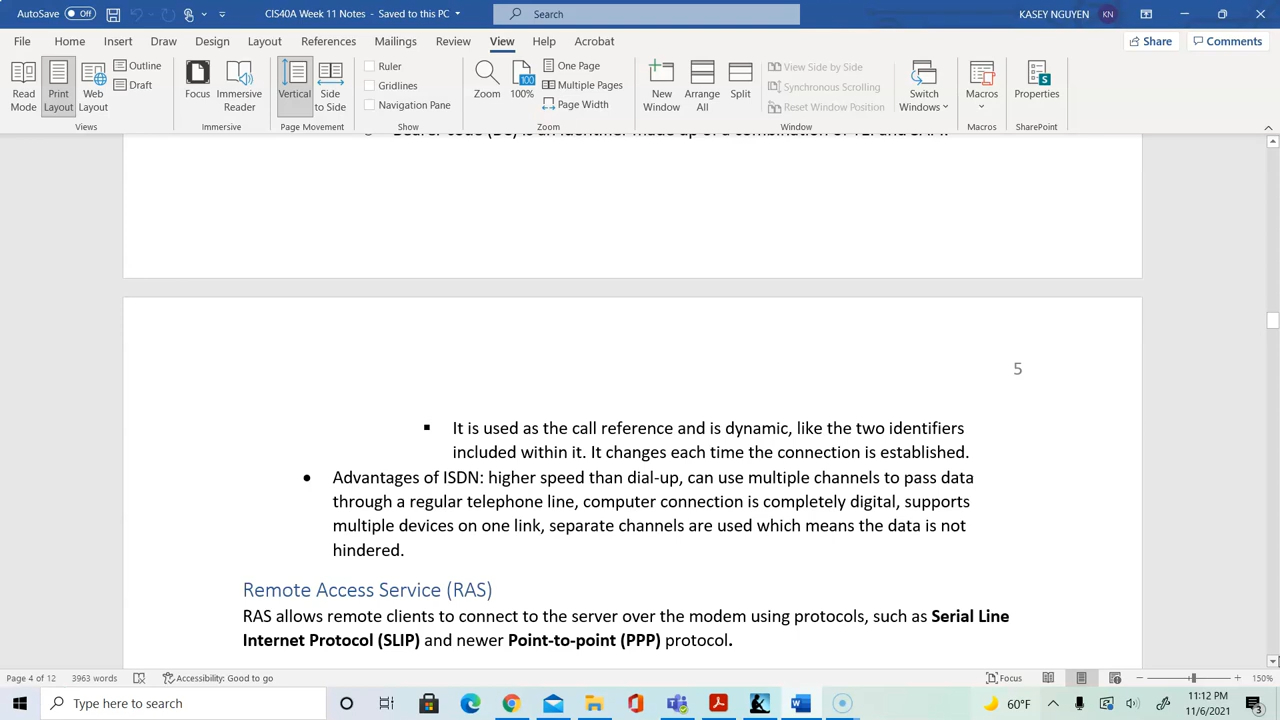 AutoSave Off CIS40A Week 11 Notes - Saved to this PC Search KASEY NGUYEN KN
File Home Insert Draw Design Layout References Mailings Review View Help Acrobat Share Comments
Read Mode
Print Layout
Web Layout
Outline
Draft
Views
Focus
Immersive Reader
Immersive
Vertical
Side to Side
Page Movement
Ruler
Gridlines
Navigation Pane
Show
Zoom
100
100%
One Page
Multiple Pages
Page Width
Zoom
New Window
Arrange All
Split
View Side by Side
Synchronous Scrolling
Reset Window Position
Switch Windows
Window
Macros
Macros
Properties
SharePoint
5
▪ It is used as the call reference and is dynamic, like the two identifiers
included within it. It changes each time the connection is established.
• Advantages of ISDN: higher speed than dial-up, can use multiple channels to pass data
through a regular telephone line, computer connection is completely digital, supports
multiple devices on one link, separate channels are used which means the data is not
hindered.
Remote Access Service (RAS)
RAS allows remote clients to connect to the server over the modem using protocols, such as Serial Line
Internet Protocol (SLIP) and newer Point-to-point (PPP) protocol.
Page 4 of 12 3963 words Accessibility: Good to go Focus 150%
Type here to search 60°F 11:12 PM
11/6/2021 3